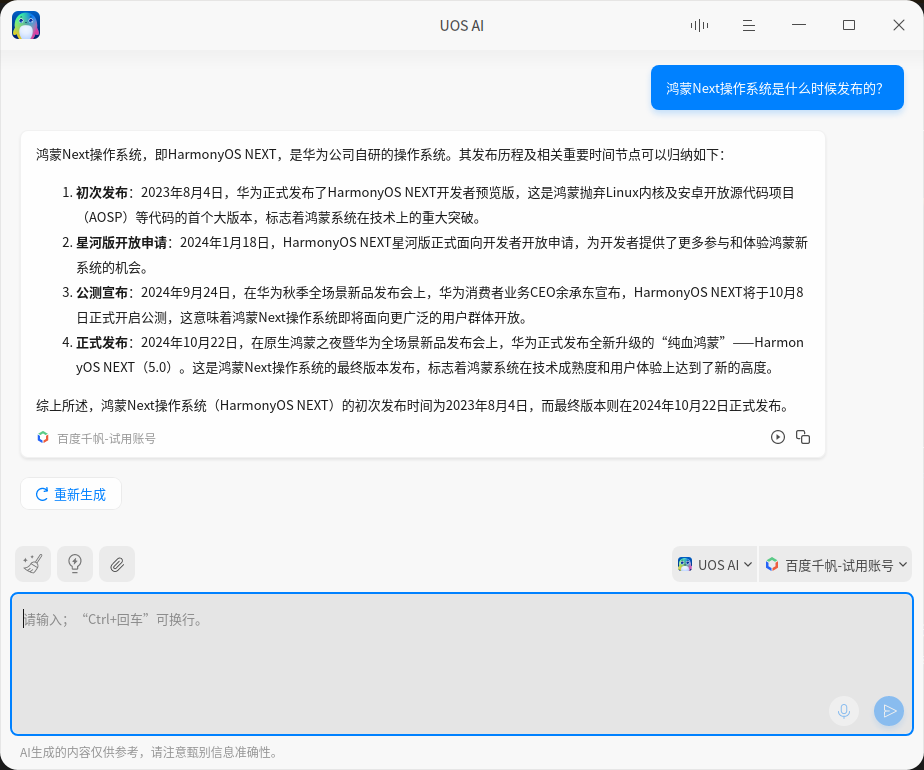 UOS AI
鸿蒙Next操作系统是什么时候发布的？
鸿蒙Next操作系统，即HarmonyOS NEXT，是华为公司自研的操作系统。其发布历程及相关重要时间节点可以归纳如下：
1. 初次发布：2023年8月4日，华为正式发布了HarmonyOS NEXT开发者预览版，这是鸿蒙抛弃Linux内核及安卓开放源代码项目
（AOSP）等代码的首个大版本，标志着鸿蒙系统在技术上的重大突破。
2. 星河版开放申请：2024年1月18日，HarmonyOS NEXT星河版正式面向开发者开放申请，为开发者提供了更多参与和体验鸿蒙新
系统的机会。
3. 公测宣布：2024年9月24日，在华为秋季全场景新品发布会上，华为消费者业务CEO余承东宣布，HarmonyOS NEXT将于10月8
日正式开启公测，这意味着鸿蒙Next操作系统即将面向更广泛的用户群体开放。
4. 正式发布：2024年10月22日，在原生鸿蒙之夜暨华为全场景新品发布会上，华为正式发布全新升级的“纯血鸿蒙”——Harmon
yOS NEXT（5.0）。这是鸿蒙Next操作系统的最终版本发布，标志着鸿蒙系统在技术成熟度和用户体验上达到了新的高度。
综上所述，鸿蒙Next操作系统（HarmonyOS NEXT）的初次发布时间为2023年8月4日，而最终版本则在2024年10月22日正式发布。
百度千帆-试用账号
重新生成
UOS AI
百度千帆-试用账号
请输入；“Ctrl+回车”可换行。
AI生成的内容仅供参考，请注意甄别信息准确性。